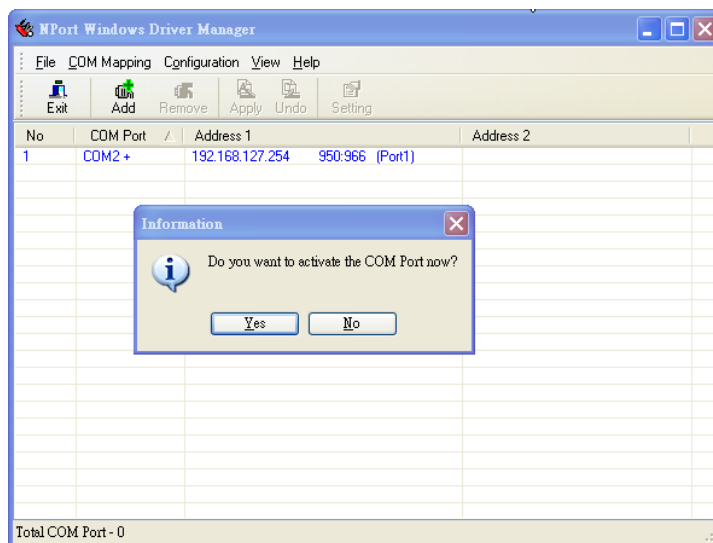 NPort Windows Driver Manager
File COM Mapping Configuration View Help
Exit Add Remove Apply Undo Setting
No COM Port Address 1 Address 2
1 COM2 + 192.168.127.254 950:966 (Port1)
Information
Do you want to activate the COM Port now?
Yes No
Total COM Port - 0